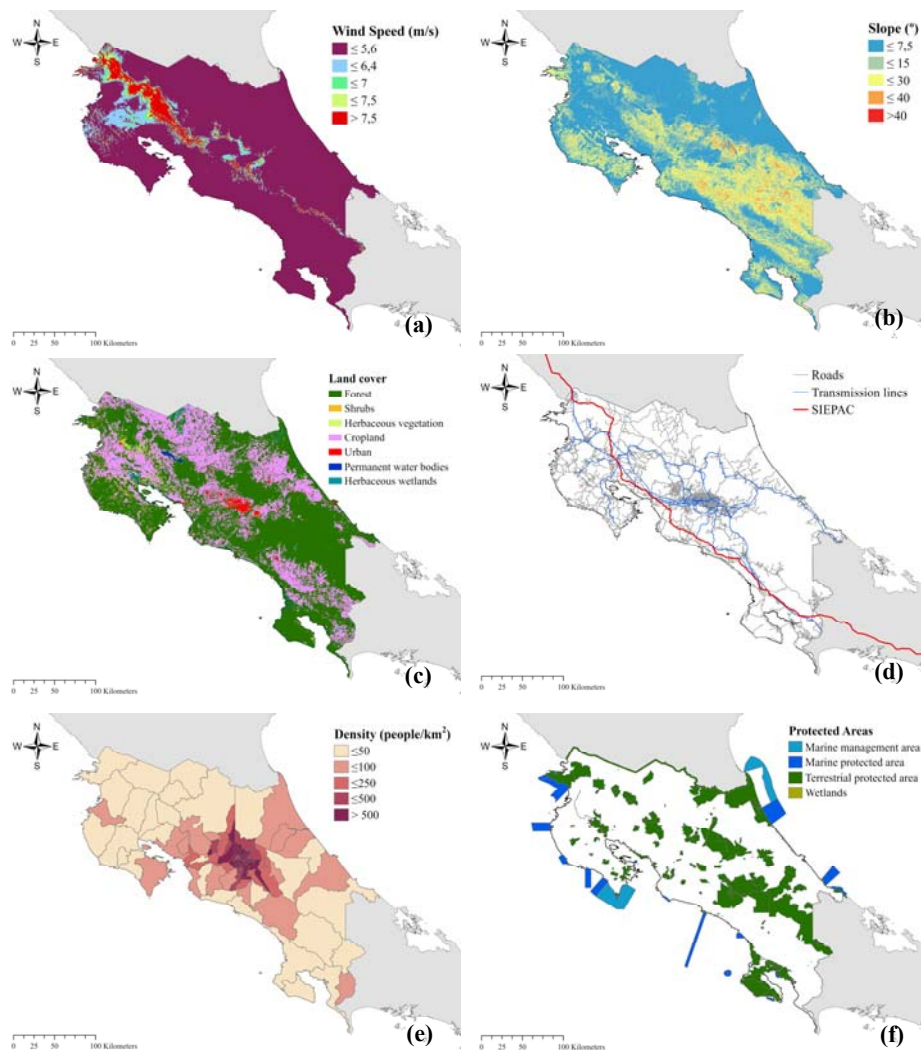 N
W E
S
Wind Speed (m/s)
≤ 5,6
≤ 6,4
≤ 7
≤ 7,5
> 7,5
0 25 50 100 Kilometers
(a)
N
W E
S
Slope (º)
≤ 7,5
≤ 15
≤ 30
≤ 40
>40
0 25 50 100 Kilometers
(b)
N
W E
S
Land cover
Forest
Shrubs
Herbaceous vegetation
Cropland
Urban
Permanent water bodies
Herbaceous wetlands
0 25 50 100 Kilometers
(c)
N
W E
S
Roads
Transmission lines
SIEPAC
0 25 50 100 Kilometers
(d)
N
W E
S
Density (people/km²)
≤50
≤100
≤250
≤500
> 500
0 25 50 100 Kilometers
(e)
N
W E
S
Protected Areas
Marine management area
Marine protected area
Terrestrial protected area
Wetlands
0 25 50 100 Kilometers
(f)